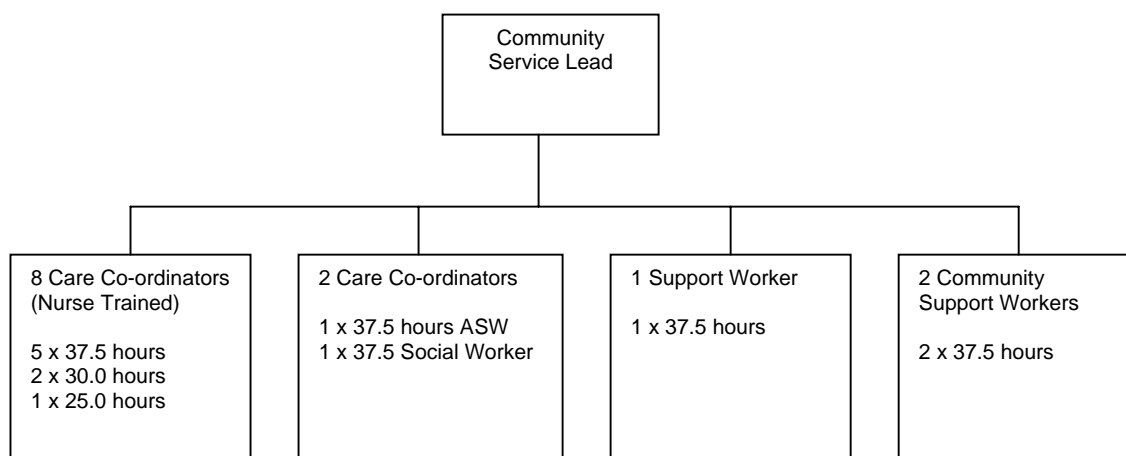 Community
Service Lead
8 Care Co-ordinators
(Nurse Trained)
5 x 37.5 hours
2 x 30.0 hours
1 x 25.0 hours
2 Care Co-ordinators
1 x 37.5 hours ASW
1 x 37.5 Social Worker
1 Support Worker
1 x 37.5 hours
2 Community
Support Workers
2 x 37.5 hours